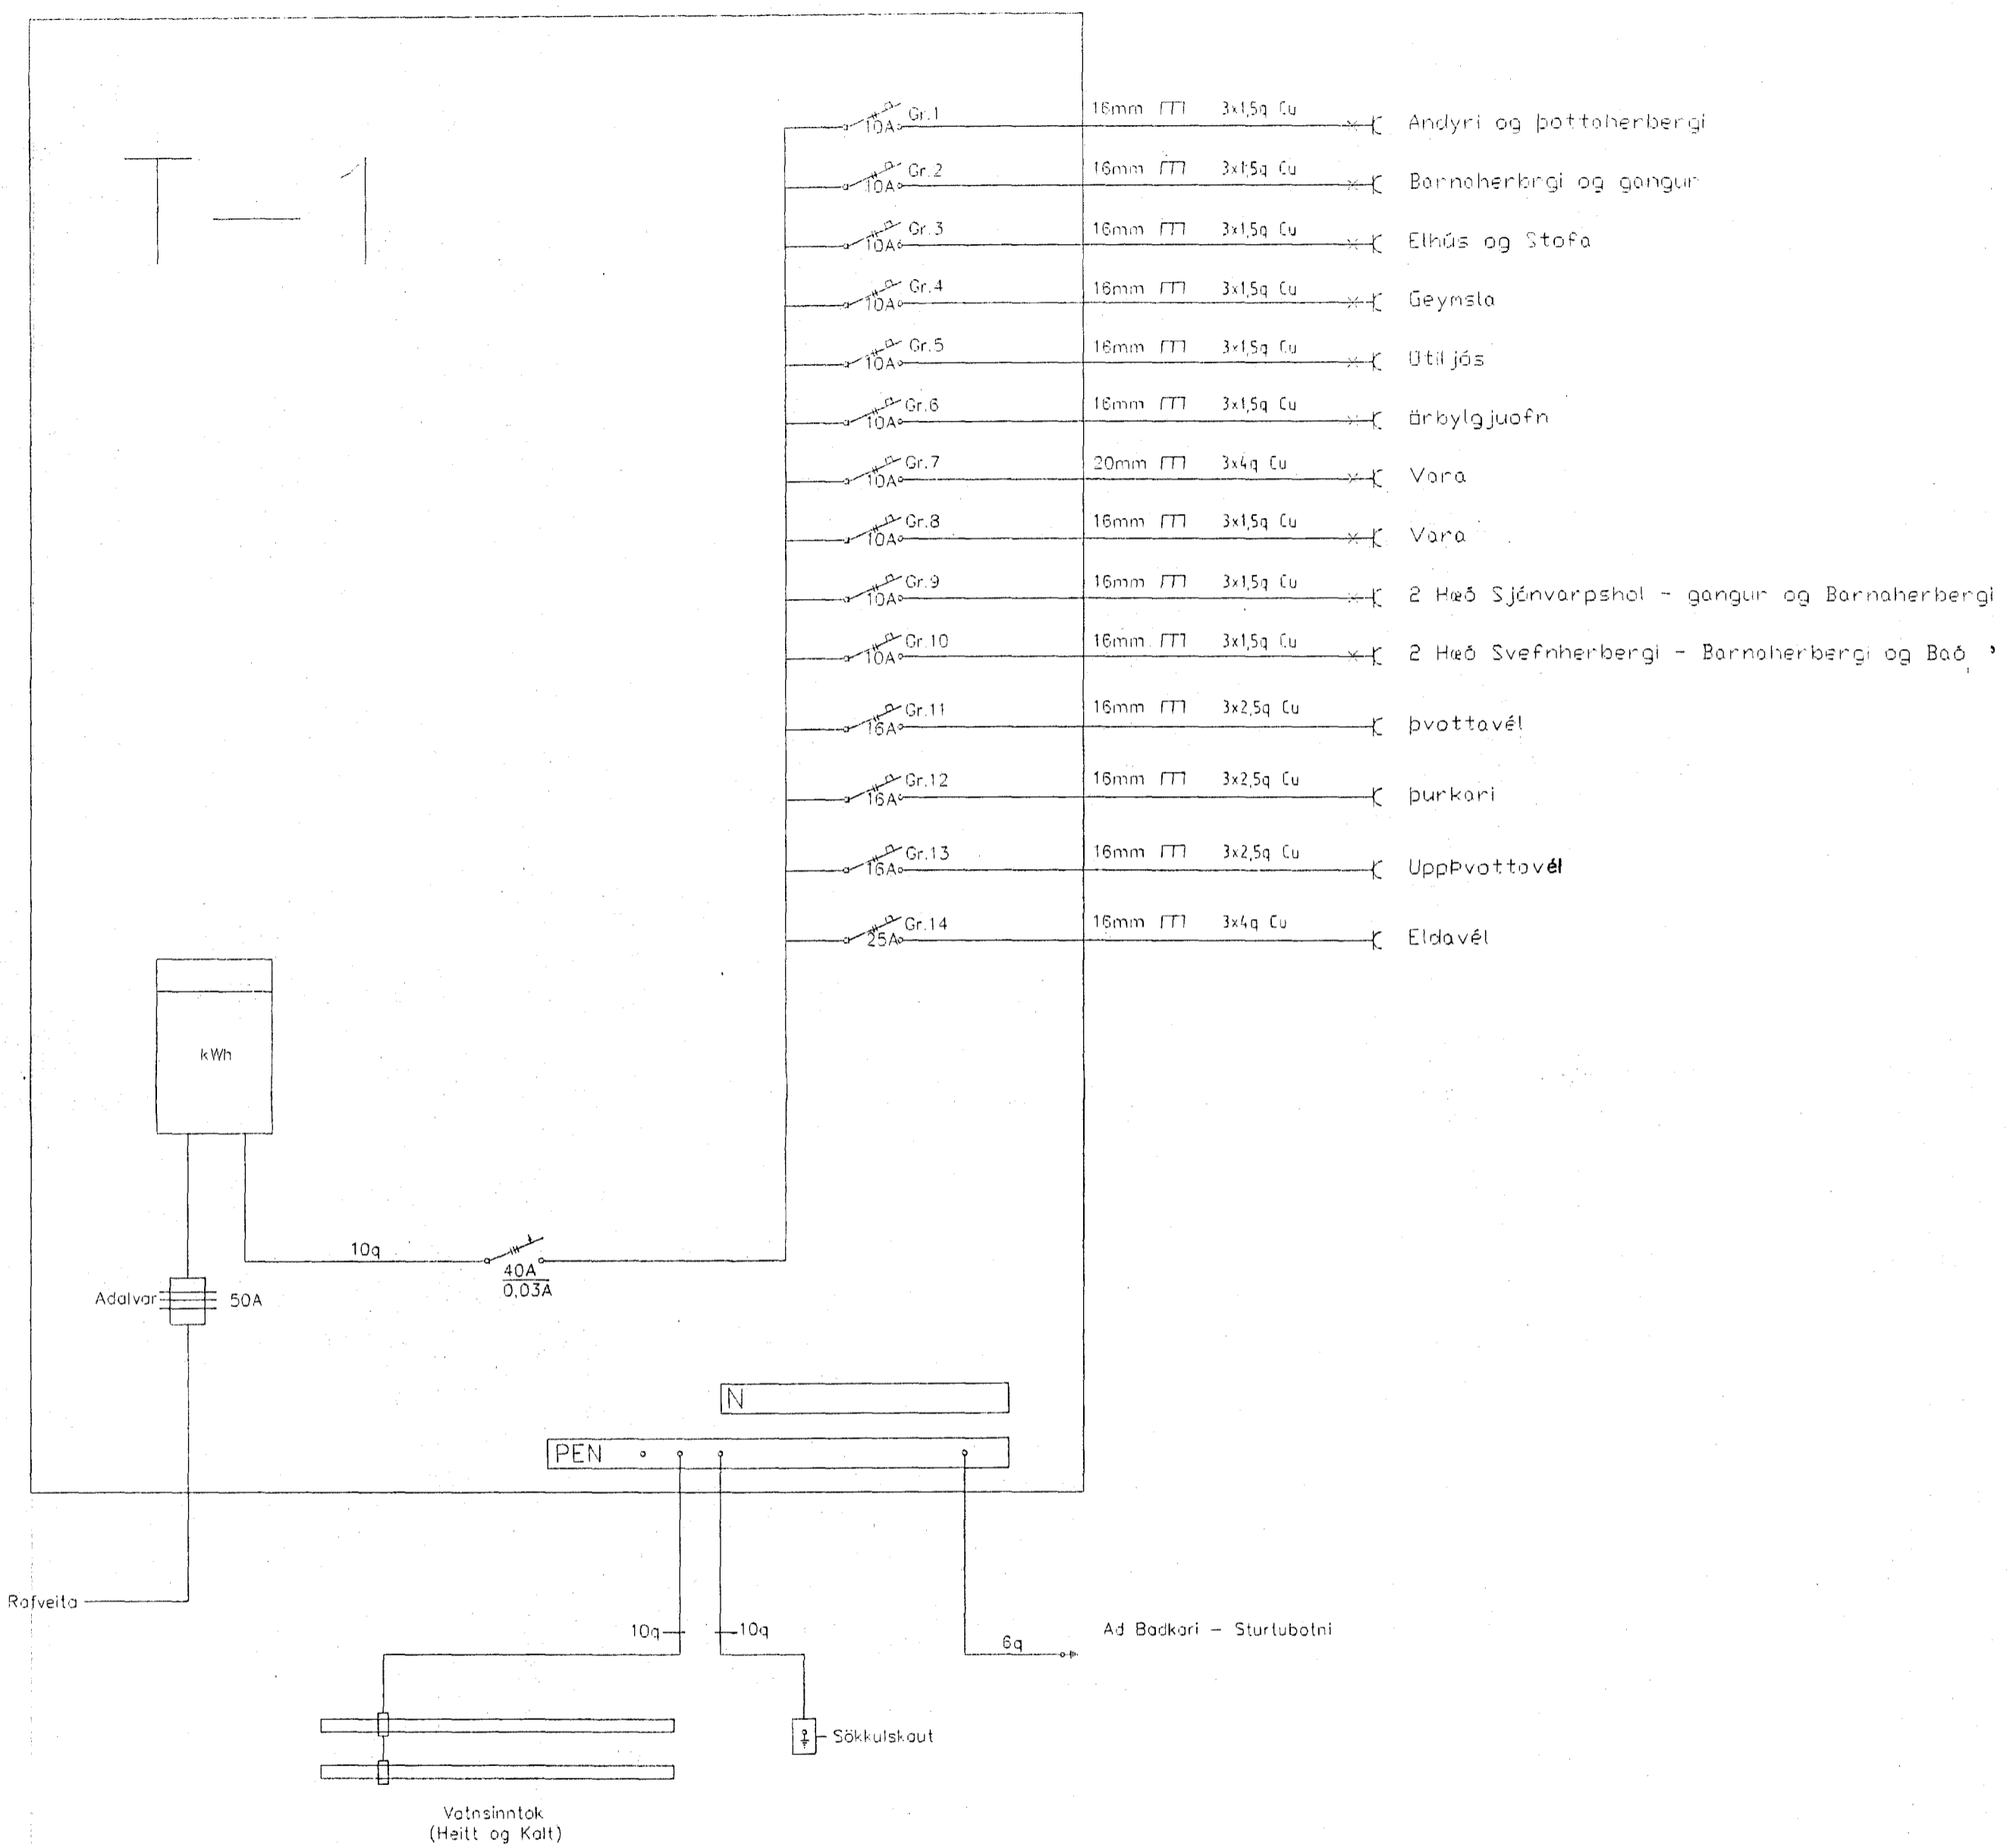 T-1
Gr.1 10A 16mm 3x1,5q Cu Andyri og þottaherbergi
Gr.2 10A 16mm 3x1,5q Cu Barnaherbrgi og gangur
Gr.3 10A 16mm 3x1,5q Cu Elhús og Stofa
Gr.4 10A 16mm 3x1,5q Cu Geymsla
Gr.5 10A 16mm 3x1,5q Cu Útiljós
Gr.6 10A 16mm 3x1,5q Cu örbylgjuofn
Gr.7 10A 20mm 3x4q Cu Vara
Gr.8 10A 16mm 3x1,5q Cu Vara
Gr.9 10A 16mm 3x1,5q Cu 2 Hæð Sjónvarpshol - gangur og Barnaherbergi
Gr.10 10A 16mm 3x1,5q Cu 2 Hæð Svefnherbergi - Barnaherbergi og Bað
Gr.11 16A 16mm 3x2,5q Cu þvottavél
Gr.12 16A 16mm 3x2,5q Cu þurkari
Gr.13 16A 16mm 3x2,5q Cu UppÞvottavél
Gr.14 25A 16mm 3x4q Cu Eldavél
kWh
10q
40A
0,03A
Adalvar 50A
N
PEN
Rafveita
10q 10q
6q
Ad Badkari - Sturtubotni
Sökkulskaut
Vatnsinntok
(Heitt og Kalt)